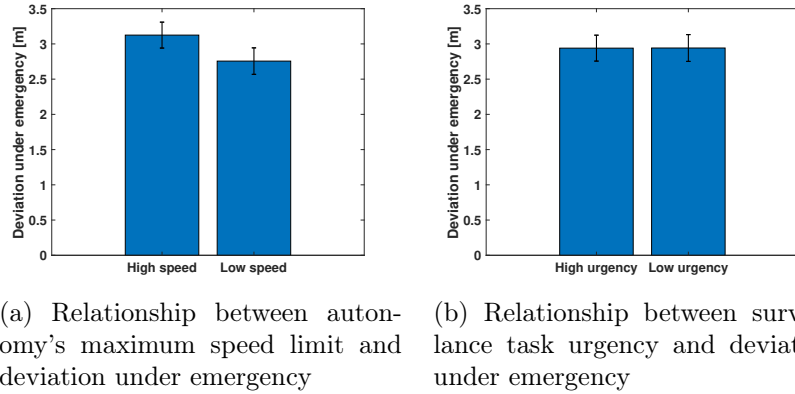 3.5
3
2.5
2
1.5
1
0.5
0
Deviation under emergency [m]
High speed Low speed
(a) Relationship between auton-
omy's maximum speed limit and
deviation under emergency
3.5
3
2.5
2
1.5
1
0.5
0
Deviation under emergency [m]
High urgency Low urgency
(b) Relationship between surv
lance task urgency and deviat
under emergency